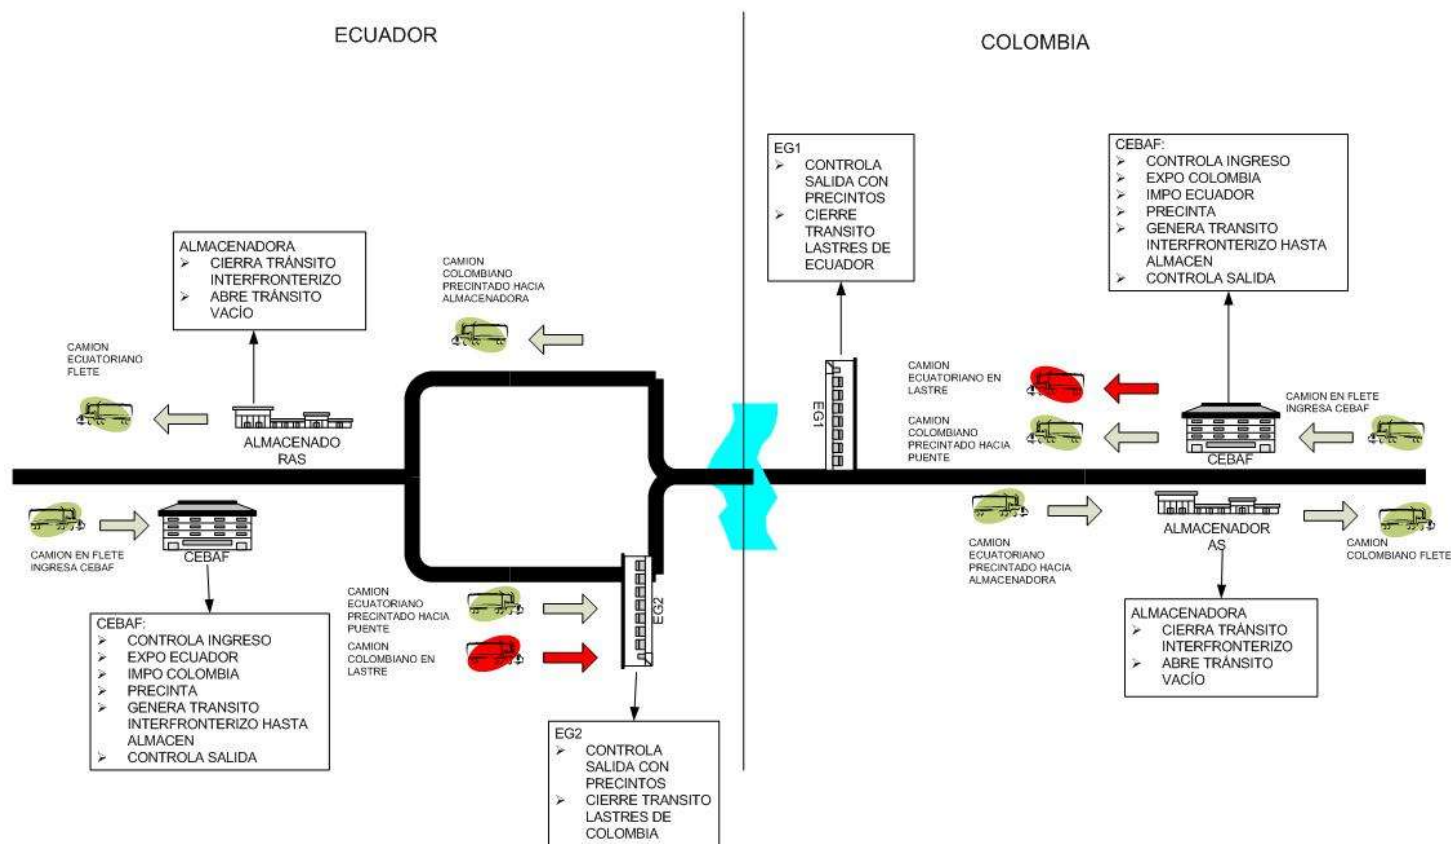 ECUADOR
COLOMBIA
EG1
➢ CONTROLA
SALIDA CON
PRECINTOS
➢ CIERRE
TRANSITO
LASTRES DE
ECUADOR
CEBAF:
➢ CONTROLA INGRESO
➢ EXPO COLOMBIA
➢ IMPO ECUADOR
➢ PRECINTA
➢ GENERA TRANSITO
INTERFRONTERIZO HASTA
ALMACEN
➢ CONTROLA SALIDA
ALMACENADORA
➢ CIERRA TRÁNSITO
INTERFRONTERIZO
➢ ABRE TRÁNSITO
VACÍO
CAMION
COLOMBIANO
PRECINTADO HACIA
ALMACENADORA
CAMION
ECUATORIANO
FLETE
ALMACENADO
RAS
EG1
CAMION
ECUATORIANO EN
LASTRE
CAMION
COLOMBIANO
PRECINTADO HACIA
PUENTE
CAMION EN FLETE
INGRESA CEBAF
CEBAF
CAMION EN FLETE
INGRESA CEBAF
CEBAF
CAMION
ECUATORIANO
PRECINTADO HACIA
ALMACENADORA
ALMACENADOR
AS
CAMION
COLOMBIANO FLETE
CAMION
ECUATORIANO
PRECINTADO HACIA
PUENTE
CAMION
COLOMBIANO EN
LASTRE
EG2
CEBAF:
➢ CONTROLA INGRESO
➢ EXPO ECUADOR
➢ IMPO COLOMBIA
➢ PRECINTA
➢ GENERA TRANSITO
INTERFRONTERIZO HASTA
ALMACEN
➢ CONTROLA SALIDA
ALMACENADORA
➢ CIERRA TRÁNSITO
INTERFRONTERIZO
➢ ABRE TRÁNSITO
VACÍO
EG2
➢ CONTROLA
SALIDA CON
PRECINTOS
➢ CIERRE TRANSITO
LASTRES DE
COLOMBIA